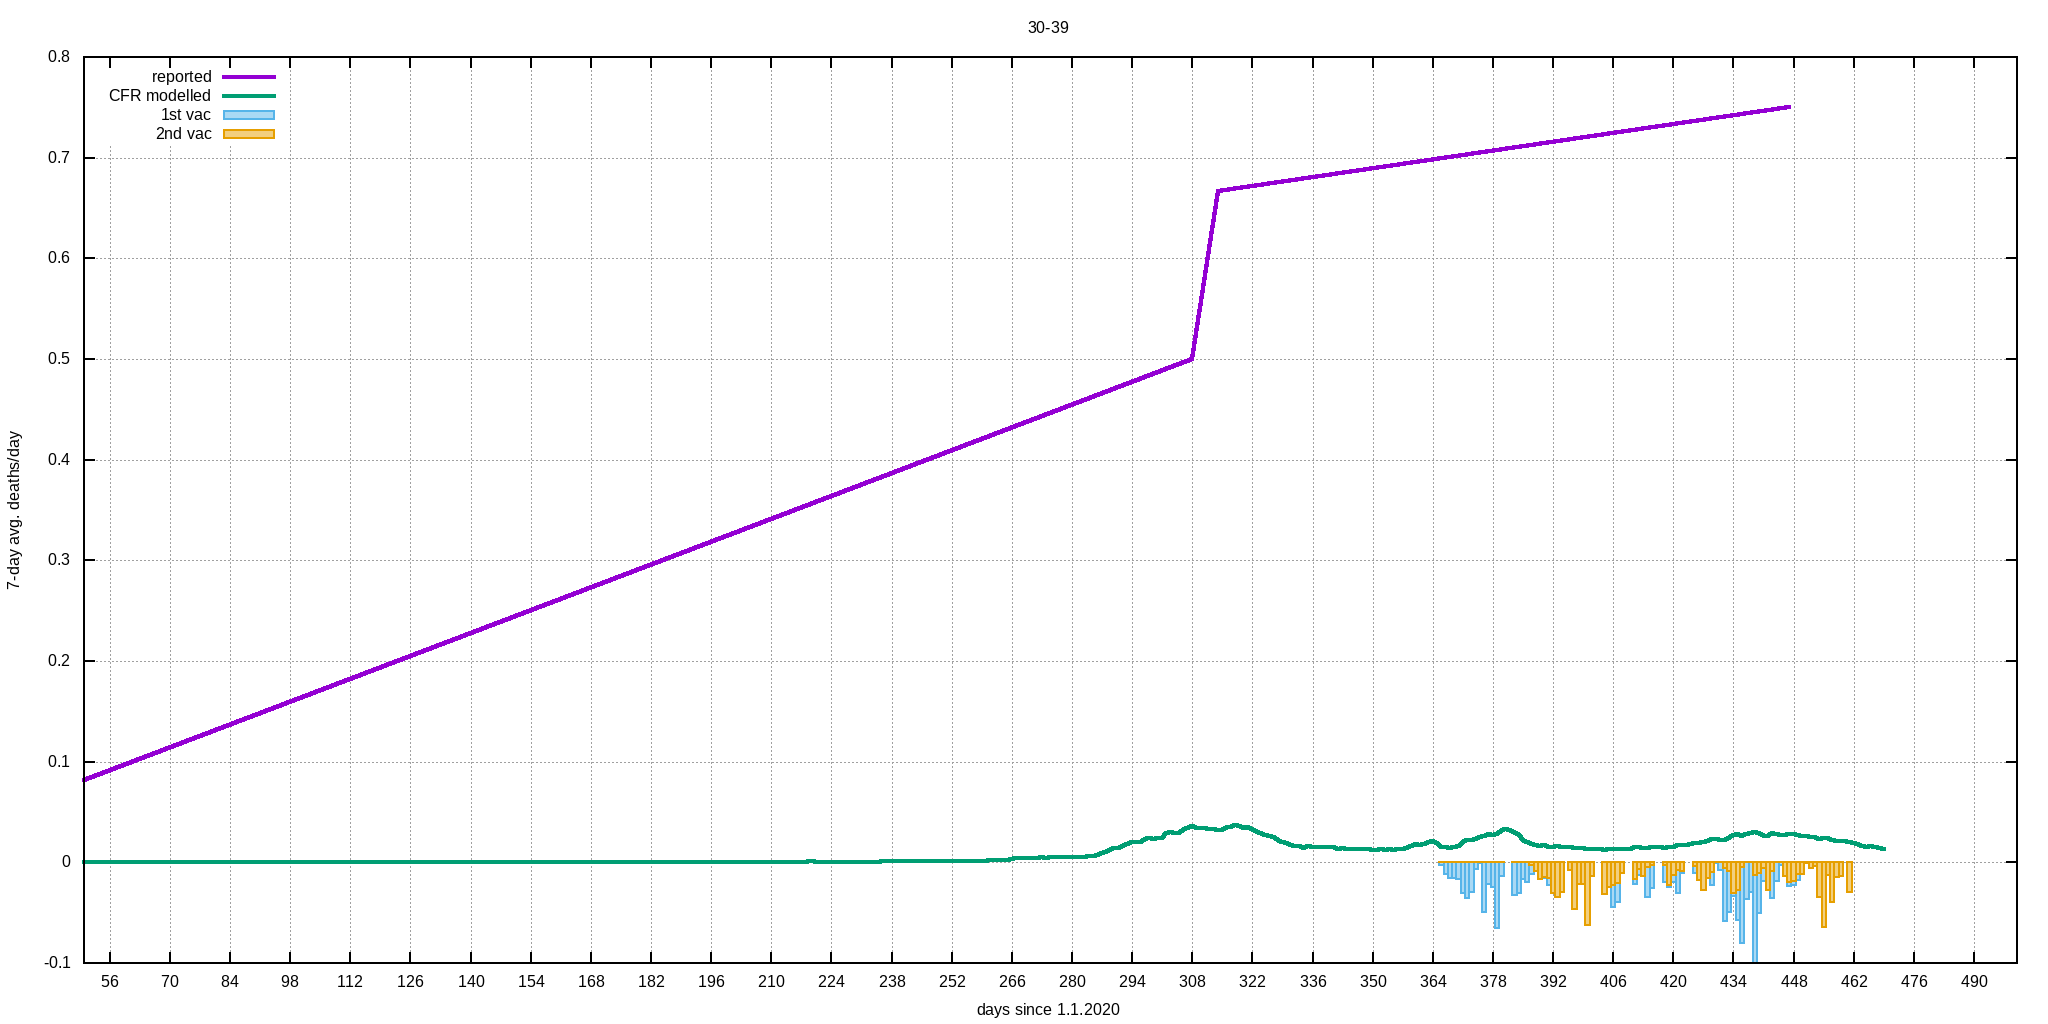 30-39
0.8
0.7
0.6
0.5
0.4
0.3
0.2
0.1
0
-0.1
7-day avg. deaths/day
reported
CFR modelled
1st vac
2nd vac
56 70 84 98 112 126 140 154 168 182 196 210 224 238 252 266 280 294 308 322 336 350 364 378 392 406 420 434 448 462 476 490
days since 1.1.2020